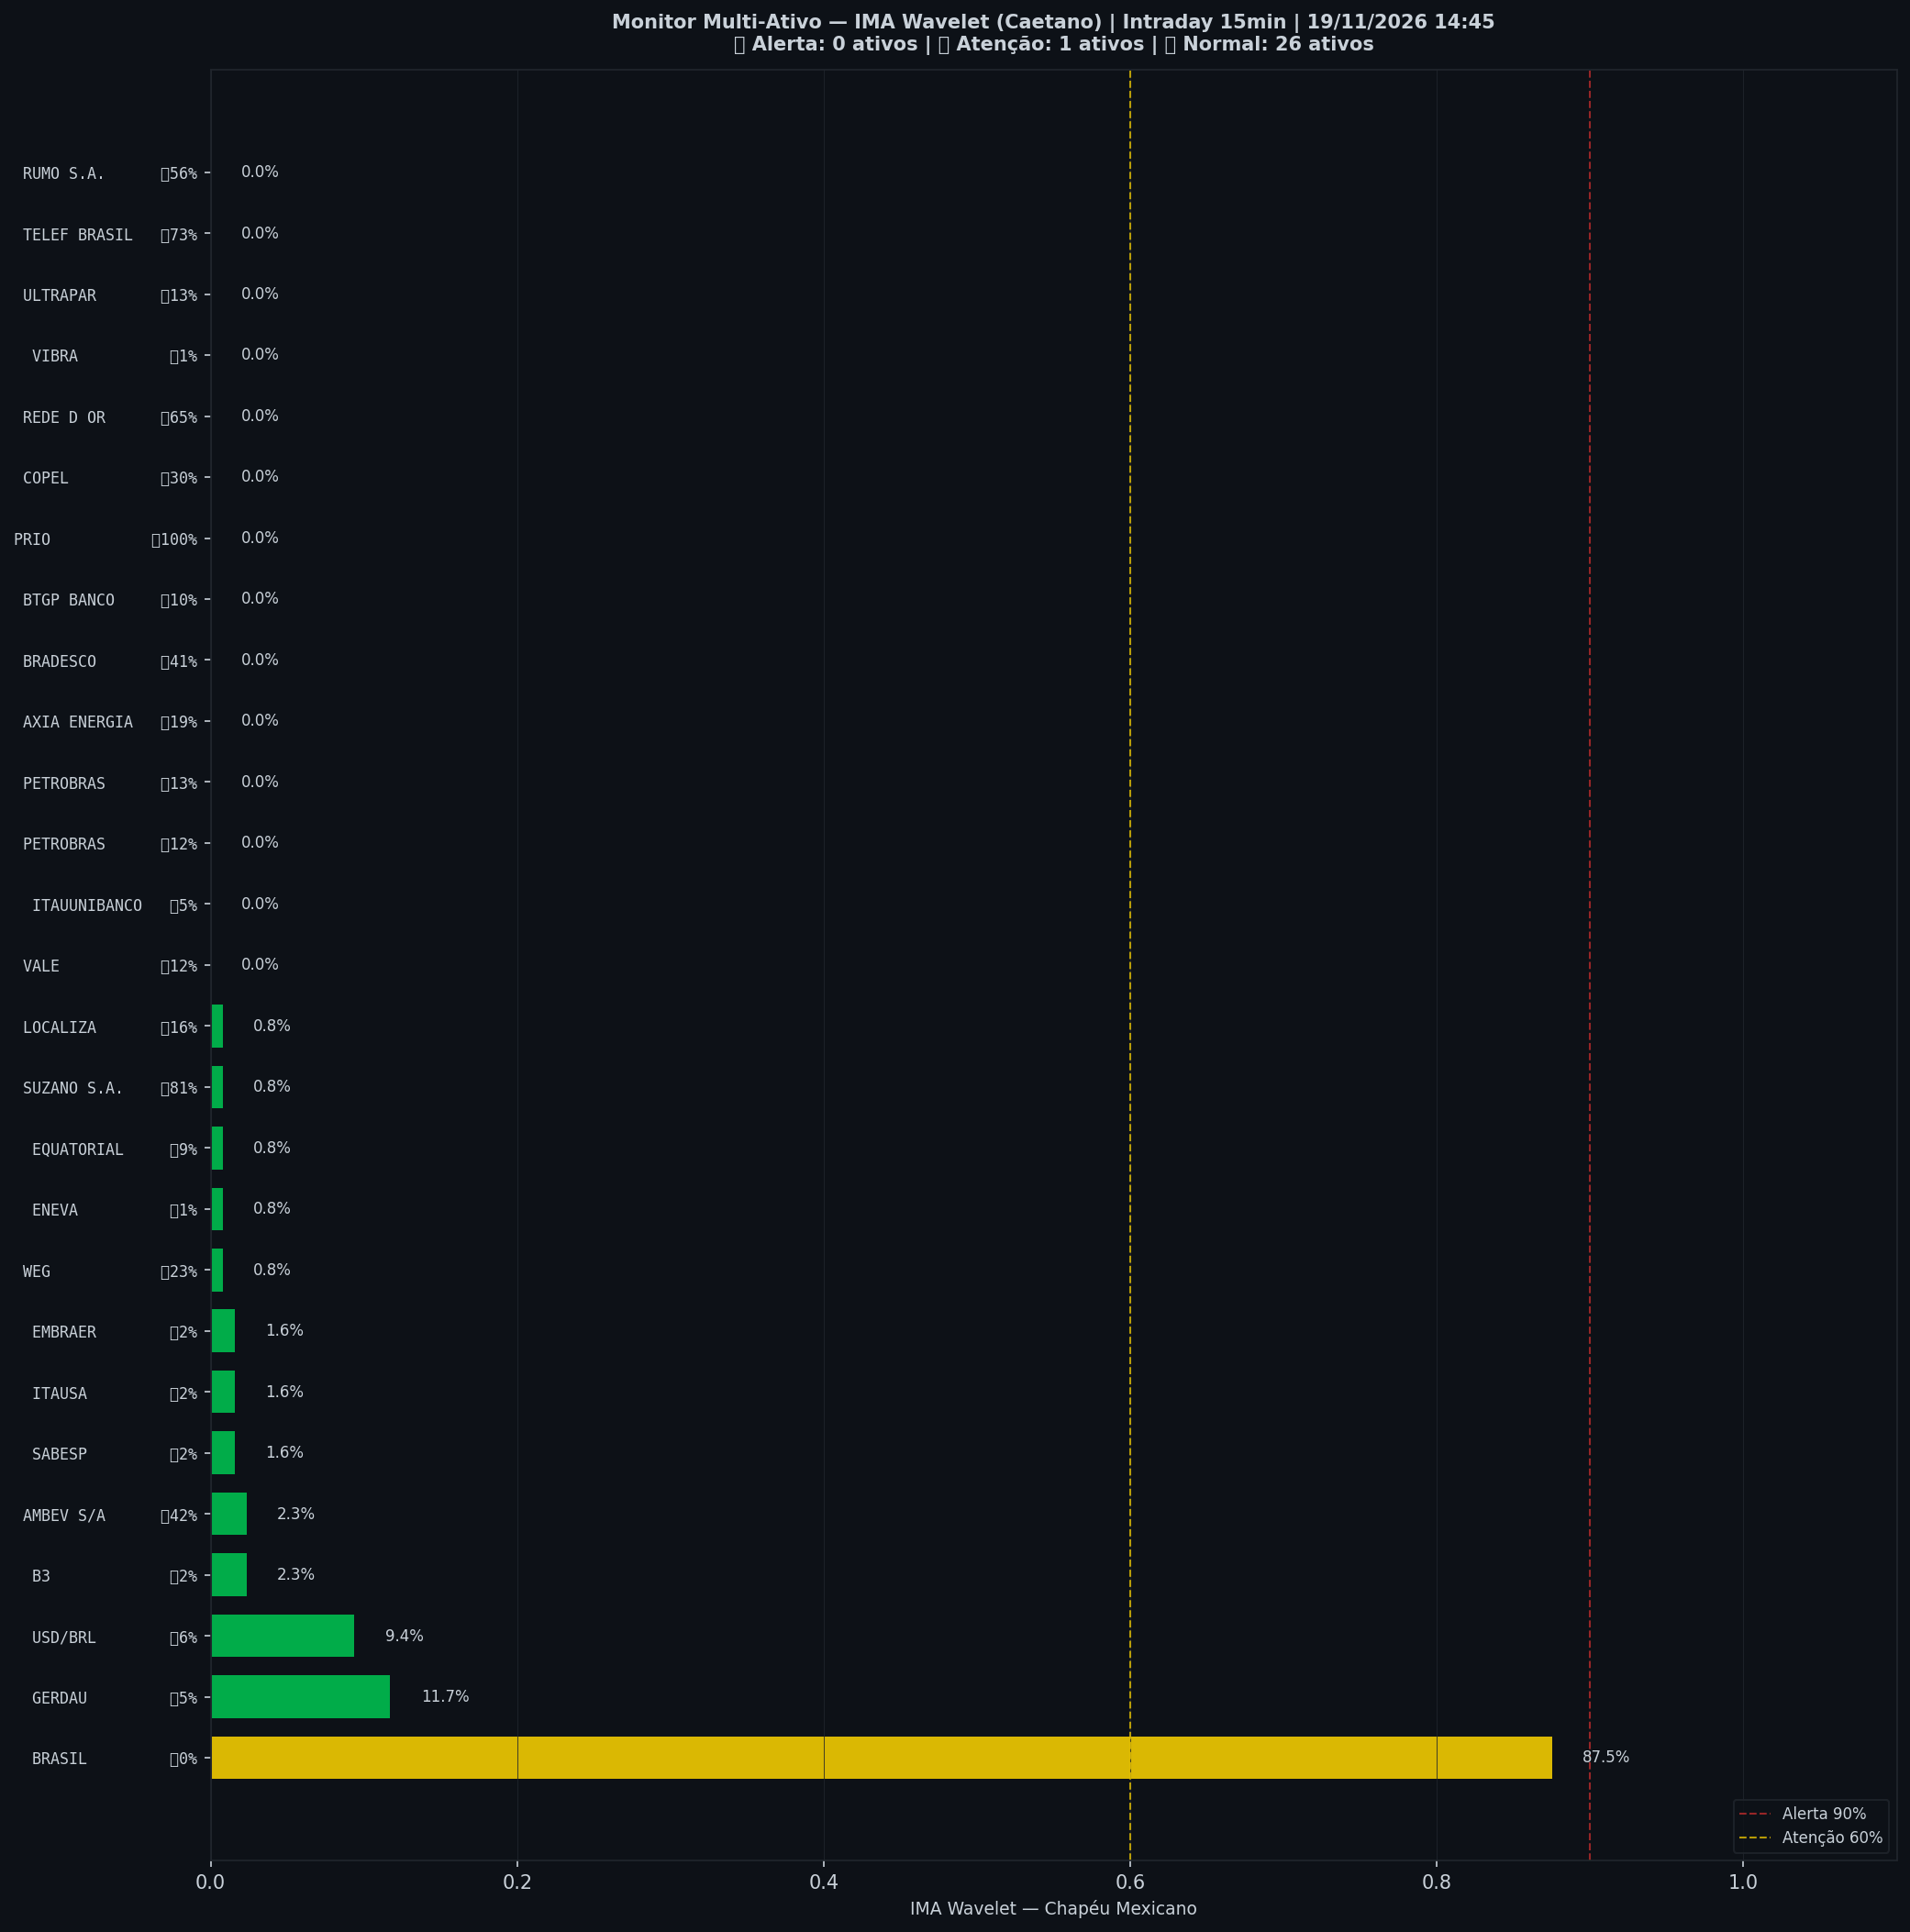 Monitor Multi-Ativo — IMA Wavelet (Caetano) | Intraday 15min | 19/11/2026 14:45
▯ Alerta: 0 ativos | ▯ Atenção: 1 ativos | ▯ Normal: 26 ativos
RUMO S.A. ▯56% 0.0%
TELEF BRASIL ▯73% 0.0%
ULTRAPAR ▯13% 0.0%
VIBRA ▯1% 0.0%
REDE D OR ▯65% 0.0%
COPEL ▯30% 0.0%
PRIO ▯100% 0.0%
BTGP BANCO ▯10% 0.0%
BRADESCO ▯41% 0.0%
AXIA ENERGIA ▯19% 0.0%
PETROBRAS ▯13% 0.0%
PETROBRAS ▯12% 0.0%
ITAUUNIBANCO ▯5% 0.0%
VALE ▯12% 0.0%
LOCALIZA ▯16% 0.8%
SUZANO S.A. ▯81% 0.8%
EQUATORIAL ▯9% 0.8%
ENEVA ▯1% 0.8%
WEG ▯23% 0.8%
EMBRAER ▯2% 1.6%
ITAUSA ▯2% 1.6%
SABESP ▯2% 1.6%
AMBEV S/A ▯42% 2.3%
B3 ▯2% 2.3%
USD/BRL ▯6% 9.4%
GERDAU ▯5% 11.7%
BRASIL ▯0% 87.5%
Alerta 90%
Atenção 60%
0.0 0.2 0.4 0.6 0.8 1.0
IMA Wavelet — Chapéu Mexicano